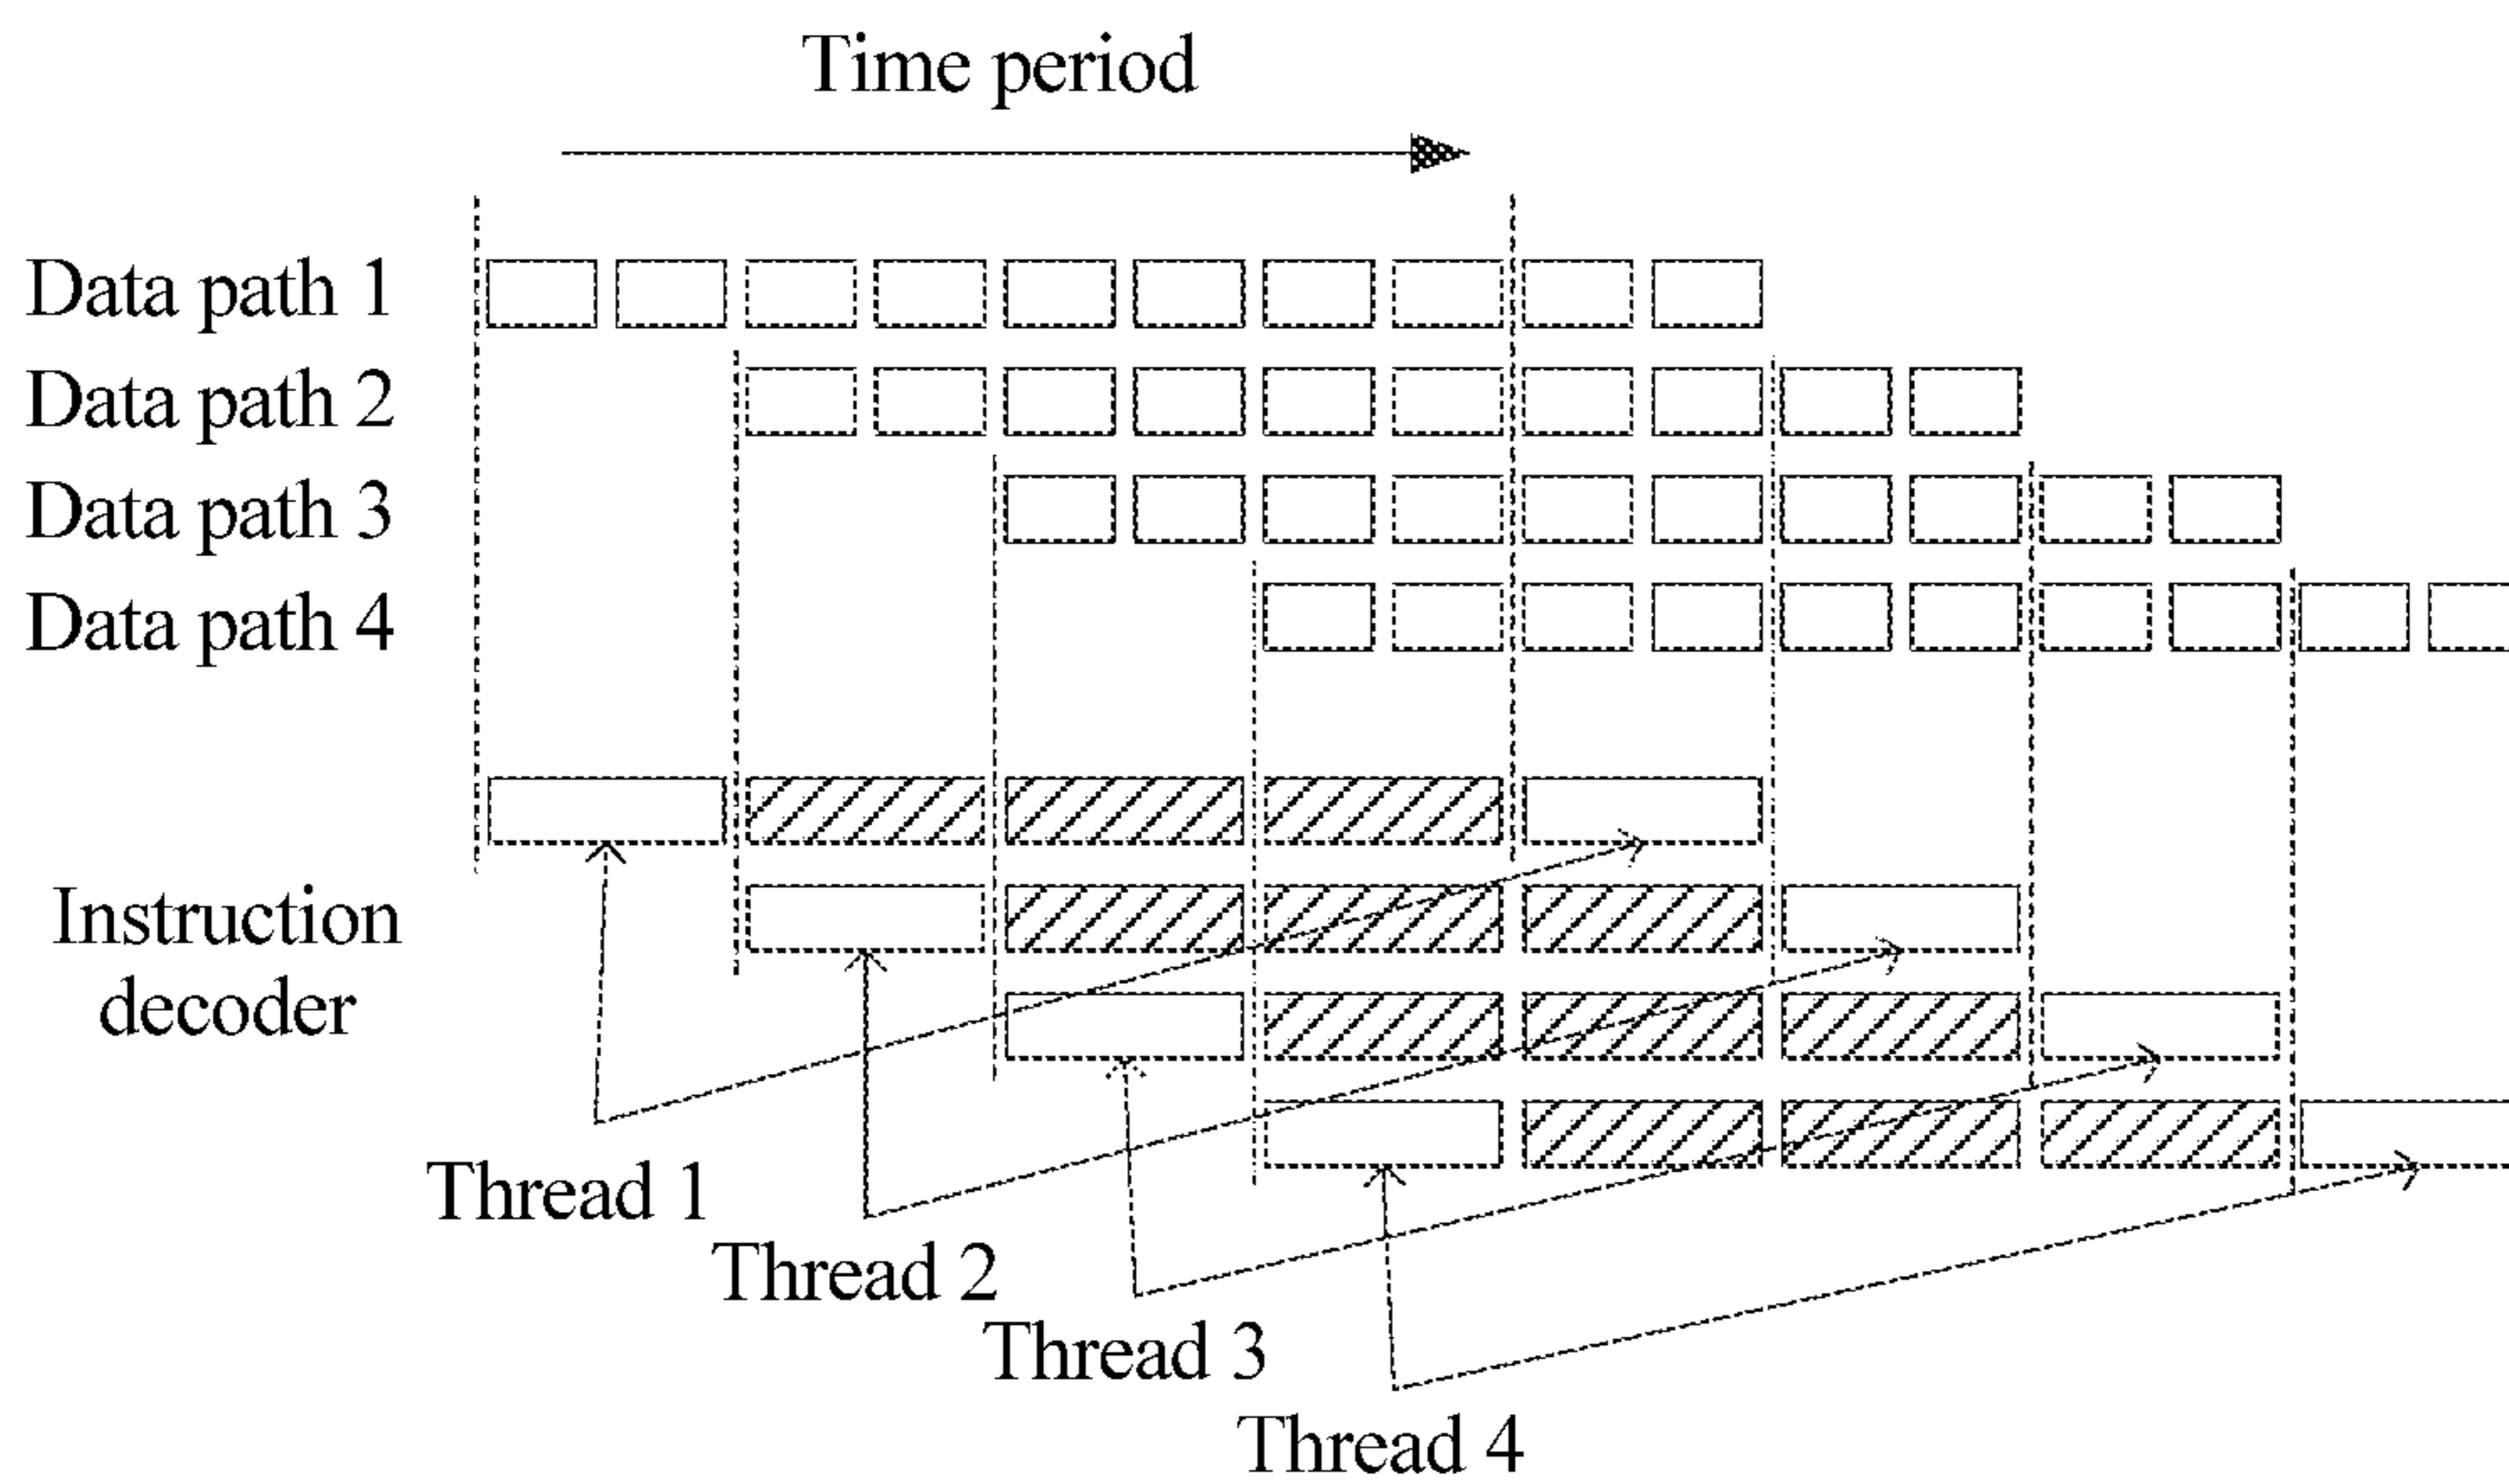 Time period
Data path 1
Data path 2
Data path 3
Data path 4
Instruction
decoder
Thread 1
Thread 2
Thread 3
Thread 4